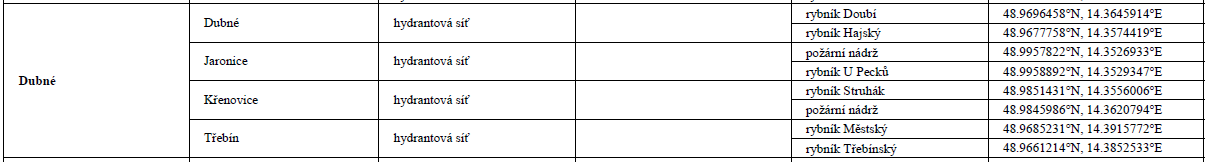 Dubné
Dubné
hydrantová síť
rybník Doubí
48.9696458°N, 14.3645914°E
rybník Hajský
48.9677758°N, 14.3574419°E
Jaronice
hydrantová síť
požární nádrž
48.9957822°N, 14.3526933°E
rybník U Pecků
48.9958892°N, 14.3529347°E
Křenovice
hydrantová síť
rybník Struhák
48.9851431°N, 14.3556006°E
požární nádrž
48.9845986°N, 14.3620794°E
Třebín
hydrantová síť
rybník Městský
48.9685231°N, 14.3915772°E
rybník Třebínský
48.9661214°N, 14.3852533°E